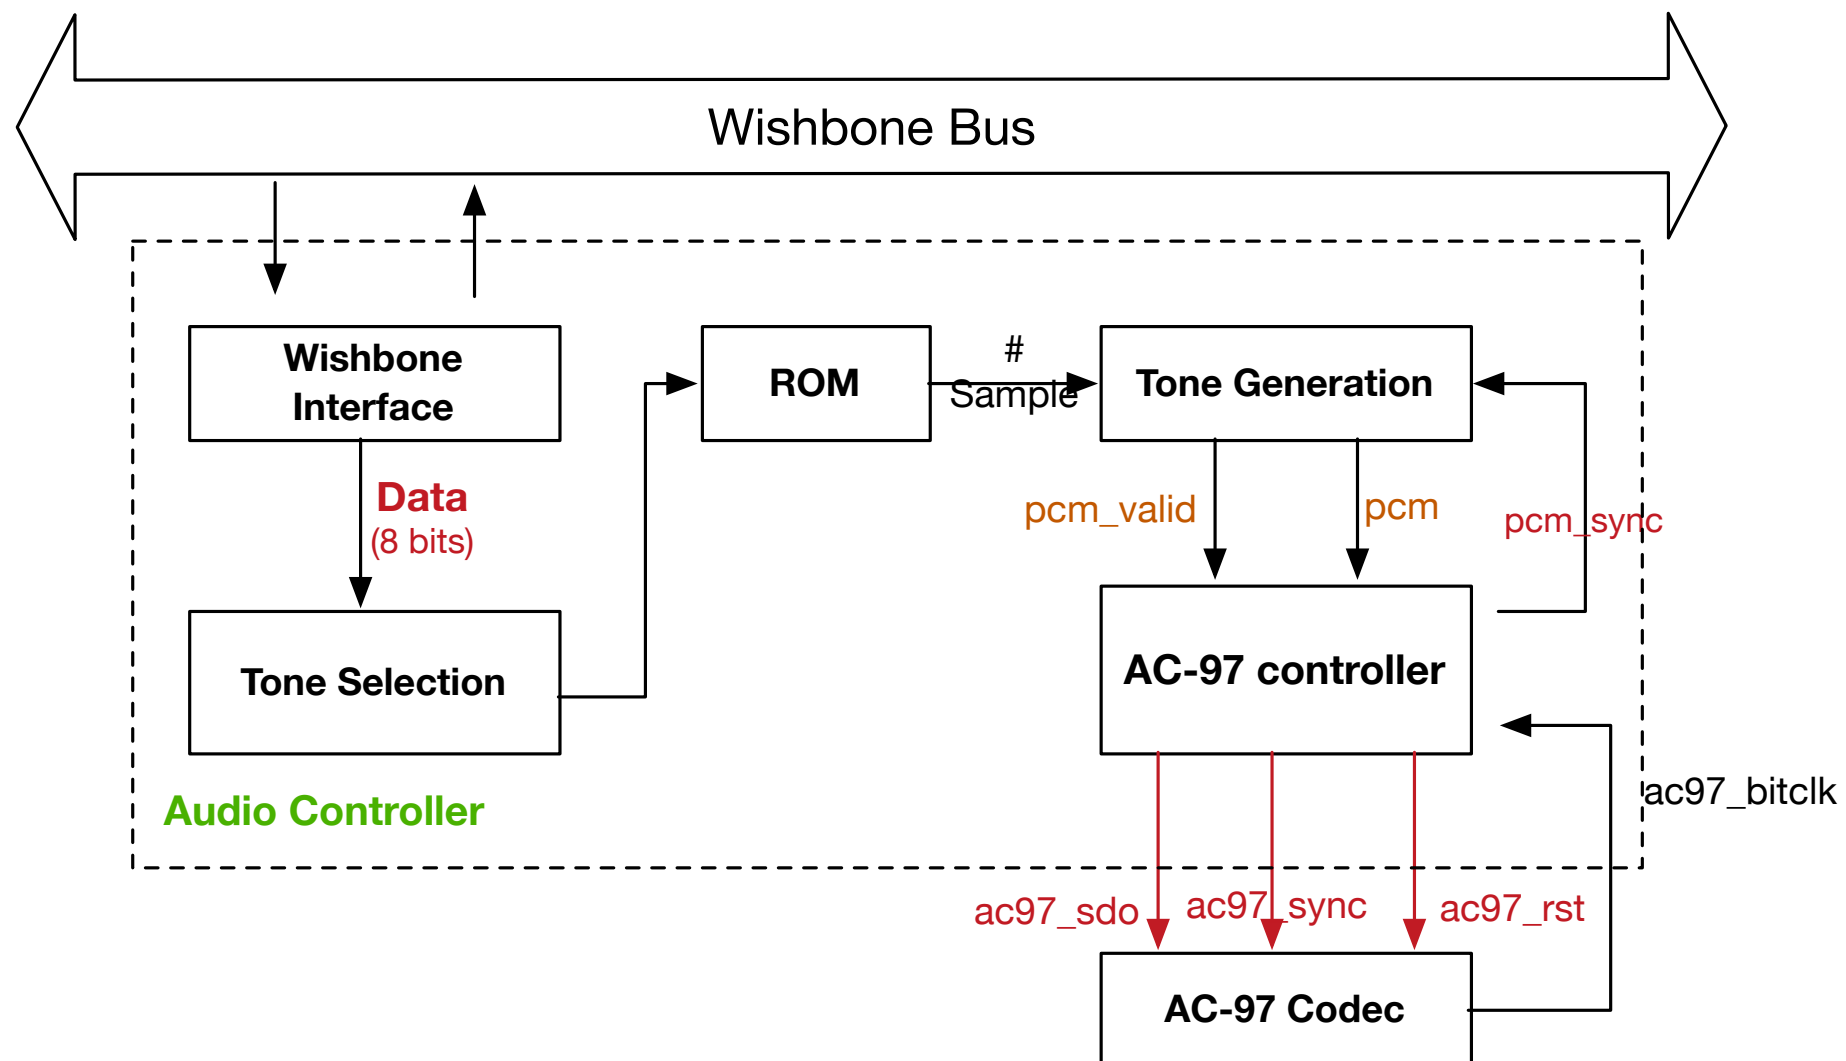 Wishbone Bus
Wishbone
Interface
ROM
#
Sample
Tone Generation
Data
(8 bits)
pcm_valid
pcm
pcm_sync
Tone Selection
AC-97 controller
Audio Controller
ac97_bitclk
ac97_sdo
ac97_sync
ac97_rst
AC-97 Codec